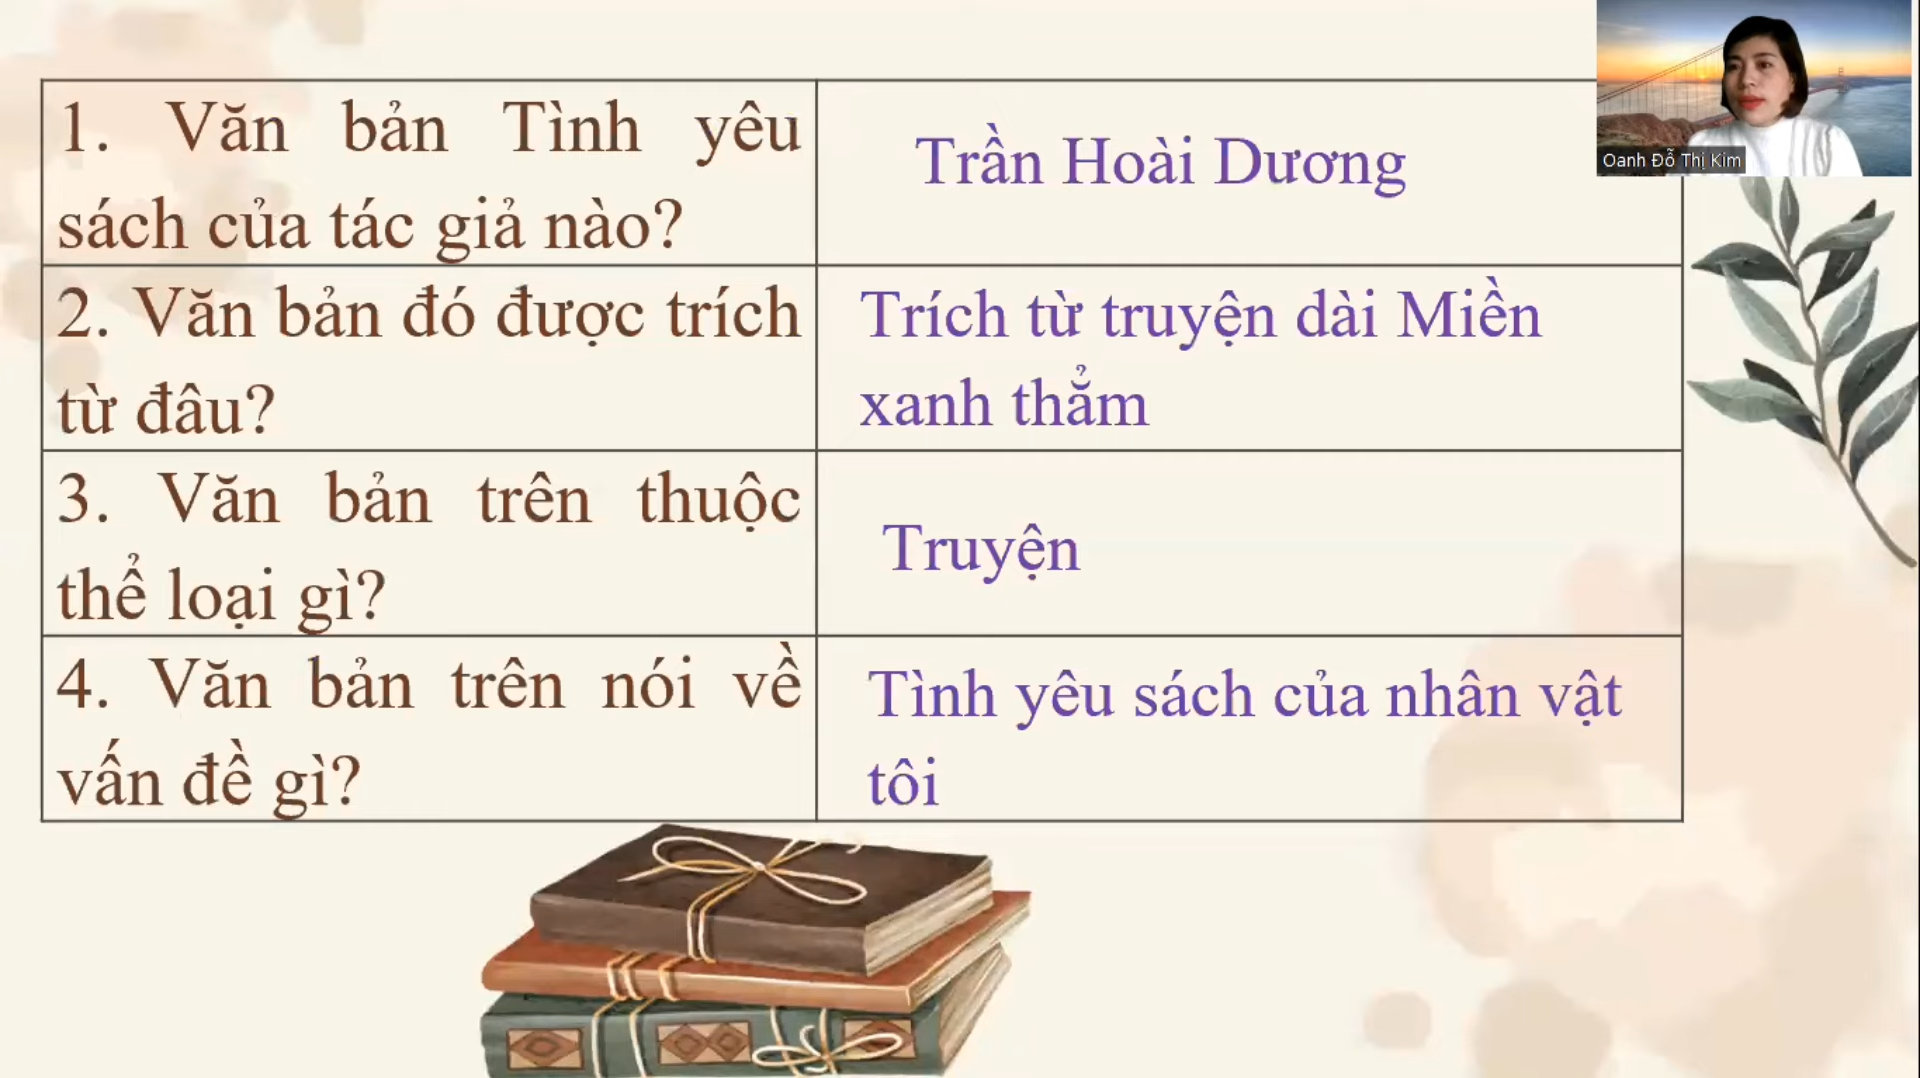 1. Văn bản Tình yêu
sách của tác giả nào?
Trần Hoài Dương
2. Văn bản đó được trích
từ đâu?
Trích từ truyện dài Miền
xanh thẳm
3. Văn bản trên thuộc
thể loại gì?
Truyện
4. Văn bản trên nói về
vấn đề gì?
Tình yêu sách của nhân vật
tôi
Oanh Đỗ Thị Kim